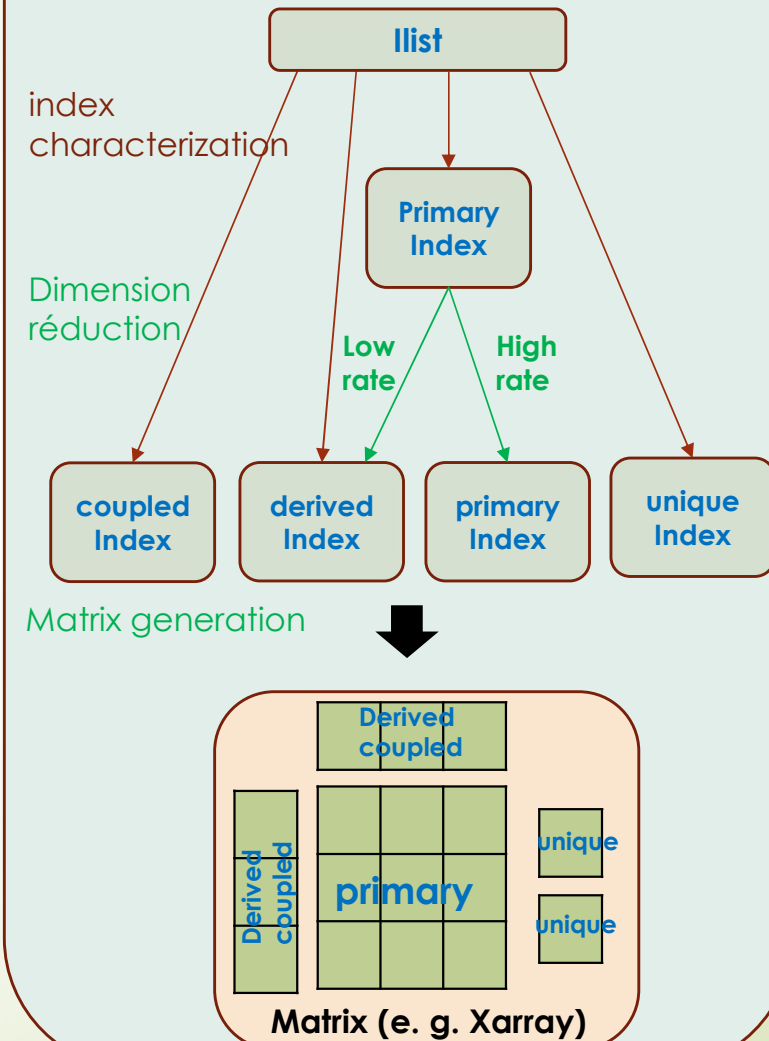 Ilist
index
characterization
Primary
Index
Dimension
réduction
Low
rate
High
rate
coupled
Index
derived
Index
primary
Index
unique
Index
Matrix generation
Derived
coupled
Derived
coupled
primary
unique
unique
Matrix (e. g. Xarray)